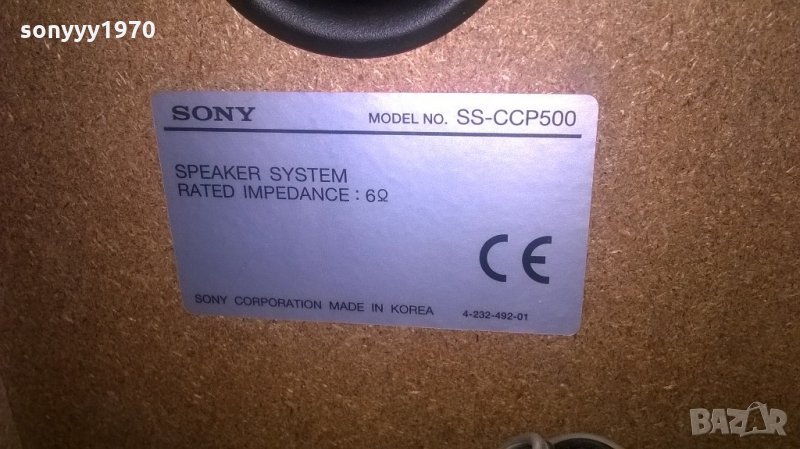 sonyyy1970
SONY MODEL NO. SS-CCP500
SPEAKER SYSTEM
RATED IMPEDANCE : 6Ω
CE
SONY CORPORATION MADE IN KOREA 4-232-492-01
BAZAR